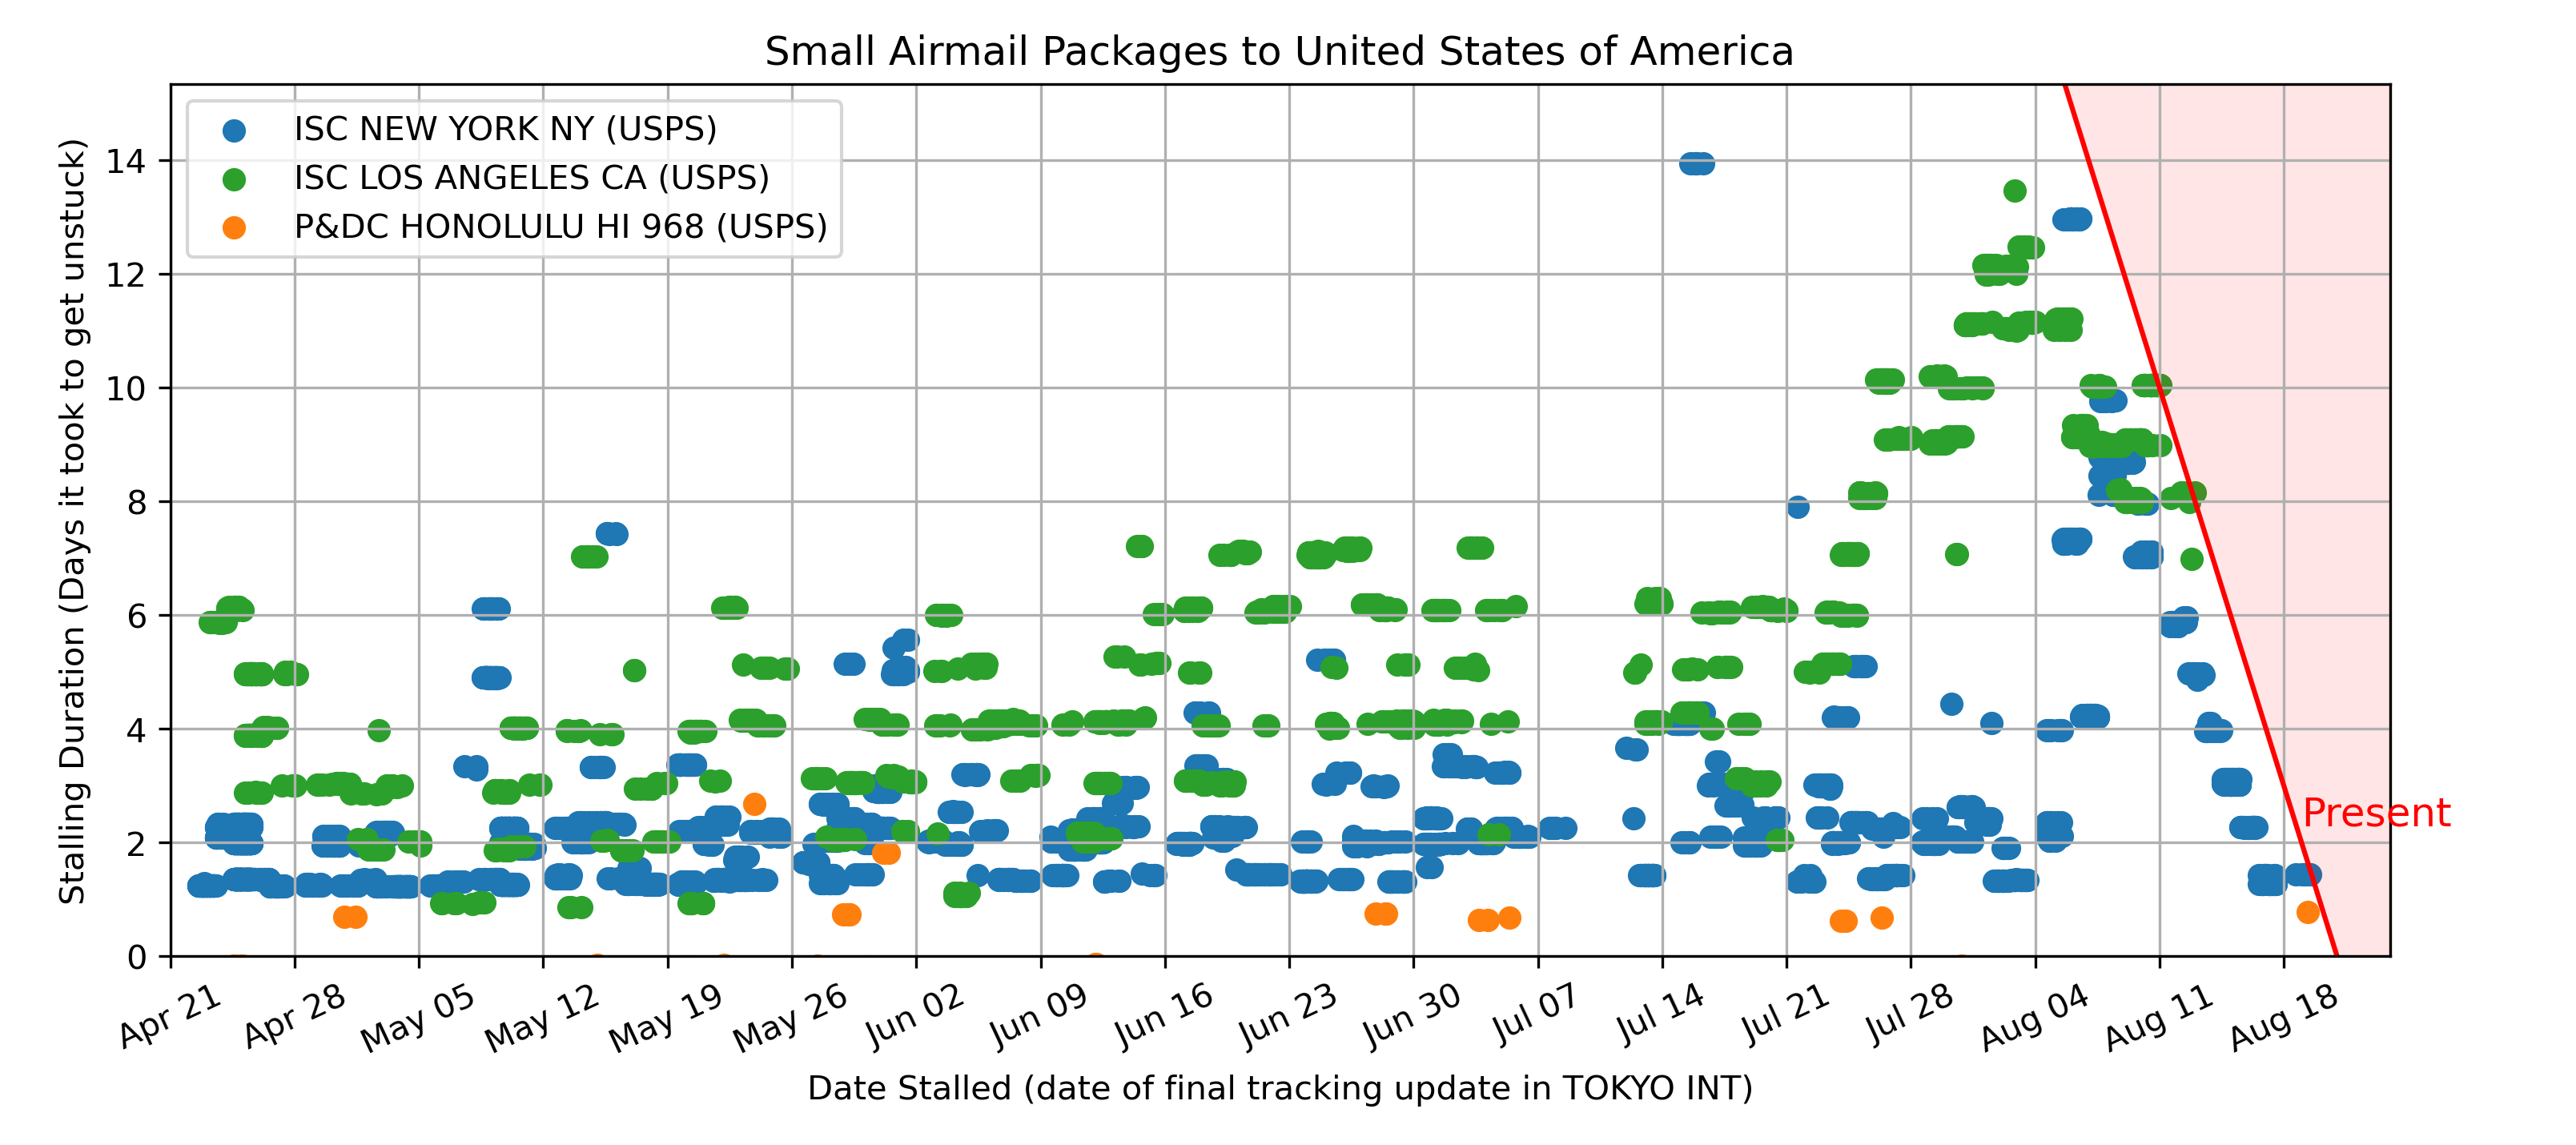 Small Airmail Packages to United States of America
ISC NEW YORK NY (USPS)
ISC LOS ANGELES CA (USPS)
P&DC HONOLULU HI 968 (USPS)
Stalling Duration (Days it took to get unstuck)
14
12
10
8
6
4
2
0
Present
Apr 21
Apr 28
May 05
May 12
May 19
May 26
Jun 02
Jun 09
Jun 16
Jun 23
Jun 30
Jul 07
Jul 14
Jul 21
Jul 28
Aug 04
Aug 11
Aug 18
Date Stalled (date of final tracking update in TOKYO INT)